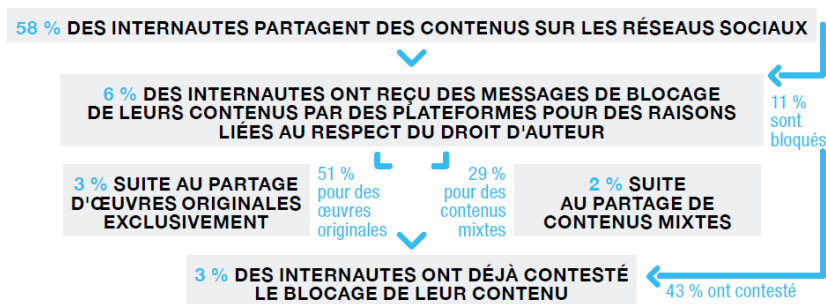 58 % DES INTERNAUTES PARTAGENT DES CONTENUS SUR LES RÉSEAUS SOCIAUX
6 % DES INTERNAUTES ONT REÇU DES MESSAGES DE BLOCAGE
DE LEURS CONTENUS PAR DES PLATEFORMES POUR DES RAISONS
LIÉES AU RESPECT DU DROIT D'AUTEUR
11 %
sont
bloqués
3 % SUITE AU PARTAGE
D'ŒUVRES ORIGINALES
EXCLUSIVEMENT
51 %
pour des
œuvres
originales
29 %
pour des
contenus
mixtes
2 % SUITE
AU PARTAGE DE
CONTENUS MIXTES
3 % DES INTERNAUTES ONT DÉJÀ CONTESTÉ
LE BLOCAGE DE LEUR CONTENU
43 % ont contesté